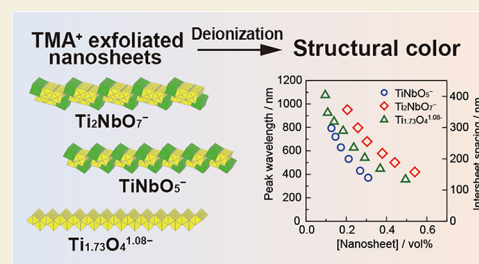 TMA⁺ exfoliated
nanosheets
Deionization
Structural color
Ti₂NbO₇⁻
TiNbO₅⁻
Ti₁.₇₃O₄¹·⁰⁸⁻
Peak wavelength / nm
1200
1000
800
600
400
200
0
TiNbO₅⁻
Ti₂NbO₇⁻
Ti₁.₇₃O₄¹·⁰⁸⁻
400
300
200
100
0
Intersheet spacing / nm
0.0 0.2 0.4 0.6
[Nanosheet] / vol%